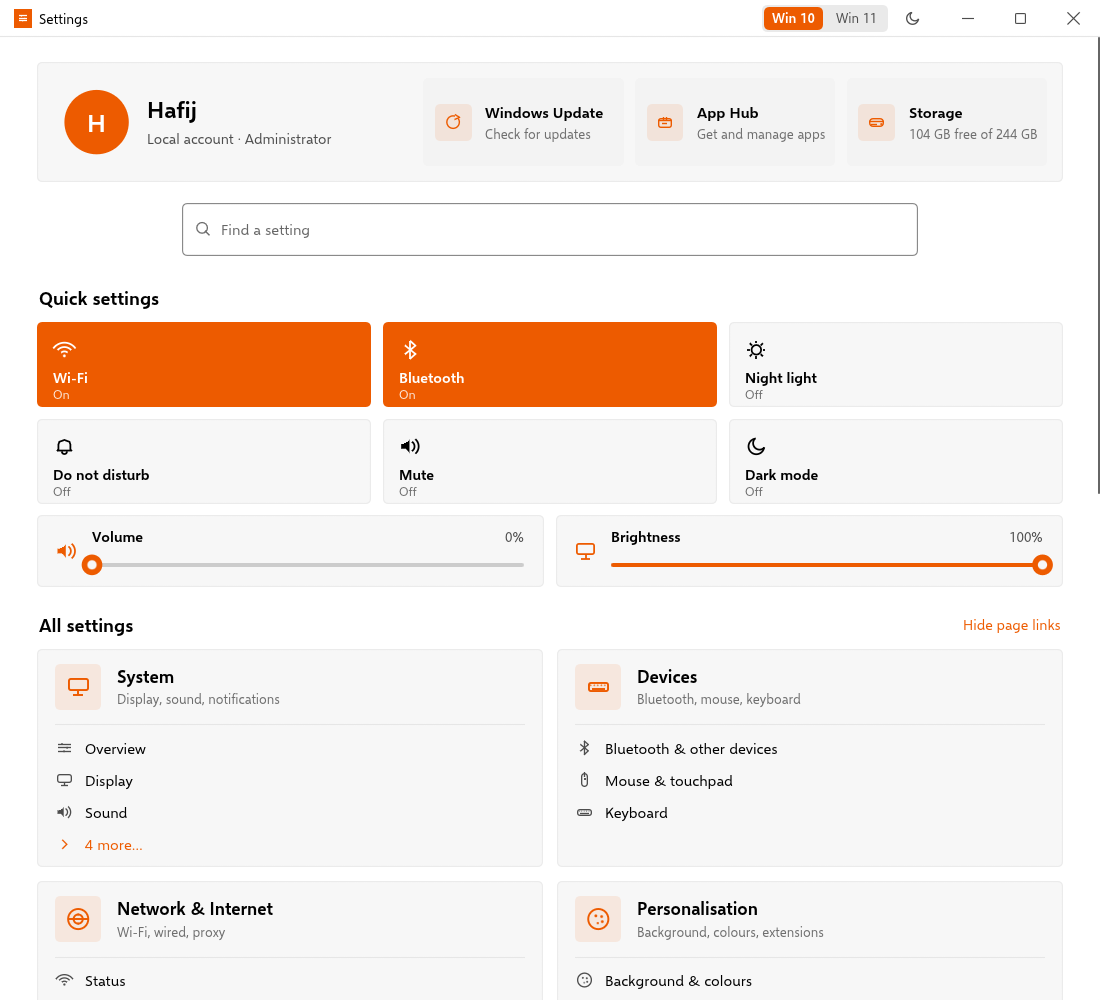 Settings
Win 10
Win 11
H
Hafij
Local account · Administrator
Windows Update
Check for updates
App Hub
Get and manage apps
Storage
104 GB free of 244 GB
Find a setting
Quick settings
Wi-Fi
On
Bluetooth
On
Night light
Off
Do not disturb
Off
Mute
Off
Dark mode
Off
Volume
0%
Brightness
100%
All settings
Hide page links
System
Display, sound, notifications
Overview
Display
Sound
4 more...
Devices
Bluetooth, mouse, keyboard
Bluetooth & other devices
Mouse & touchpad
Keyboard
Network & Internet
Wi-Fi, wired, proxy
Status
Personalisation
Background, colours, extensions
Background & colours